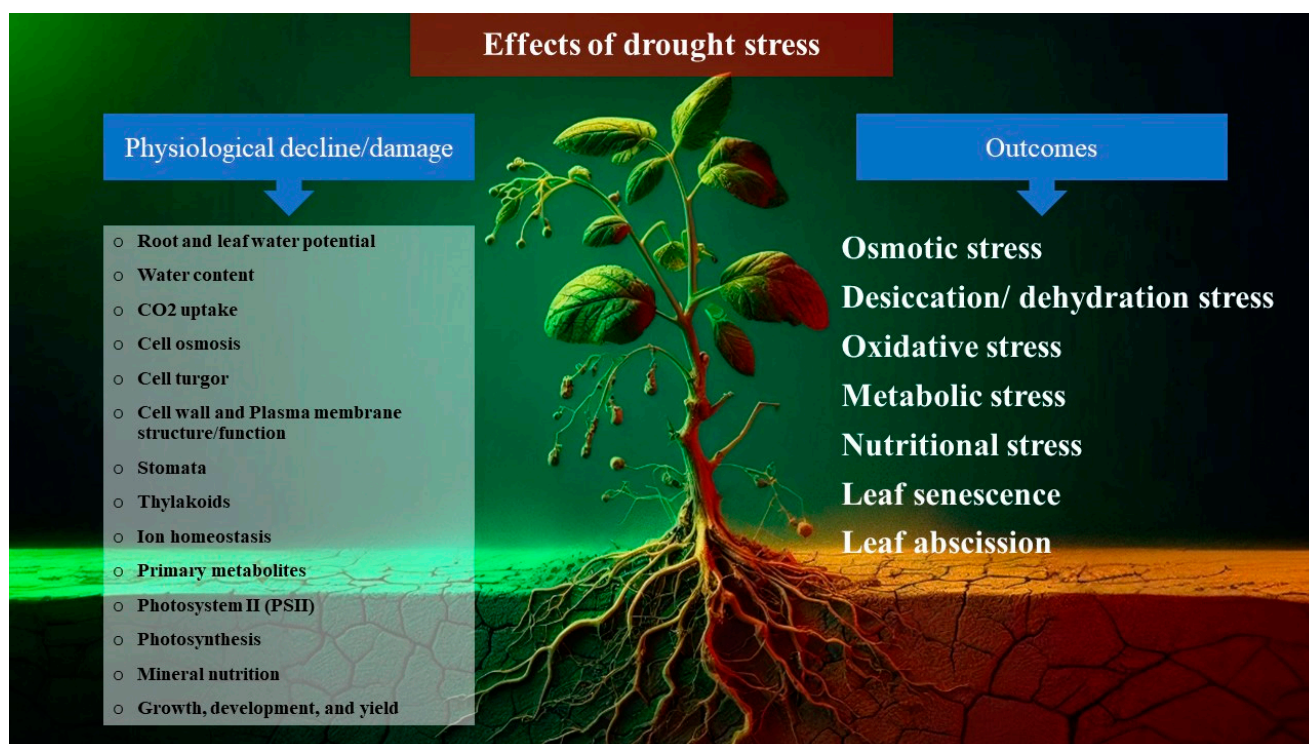 Effects of drought stress
Physiological decline/damage
o Root and leaf water potential
o Water content
o CO2 uptake
o Cell osmosis
o Cell turgor
o Cell wall and Plasma membrane
structure/function
o Stomata
o Thylakoids
o Ion homeostasis
o Primary metabolites
o Photosystem II (PSII)
o Photosynthesis
o Mineral nutrition
o Growth, development, and yield
Outcomes
Osmotic stress
Desiccation/ dehydration stress
Oxidative stress
Metabolic stress
Nutritional stress
Leaf senescence
Leaf abscission